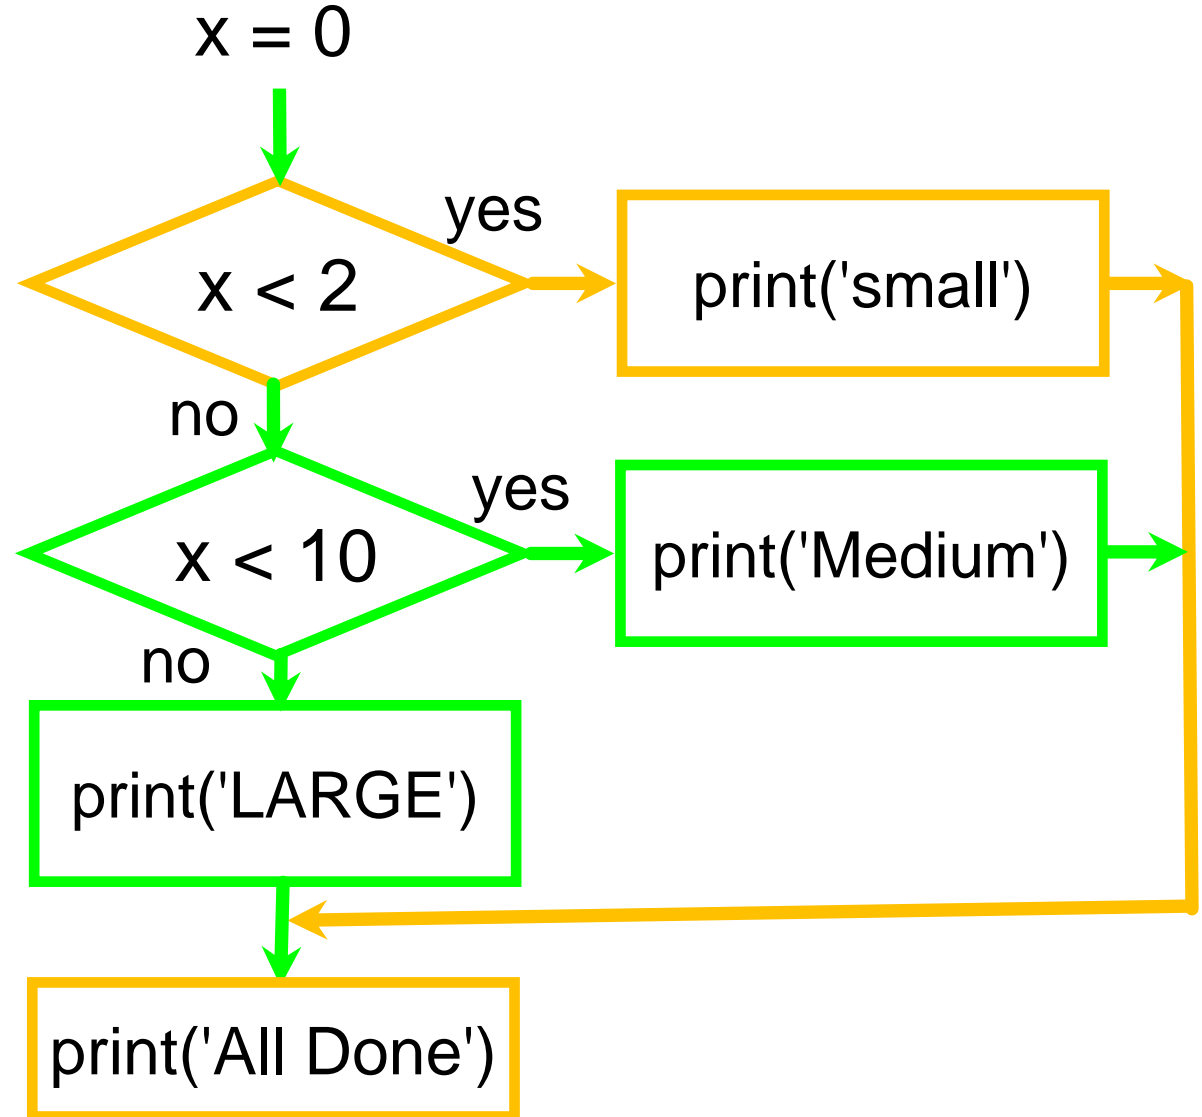 x = 0
yes
x < 2
print('small')
no
yes
x < 10
print('Medium')
no
print('LARGE')
print('All Done')